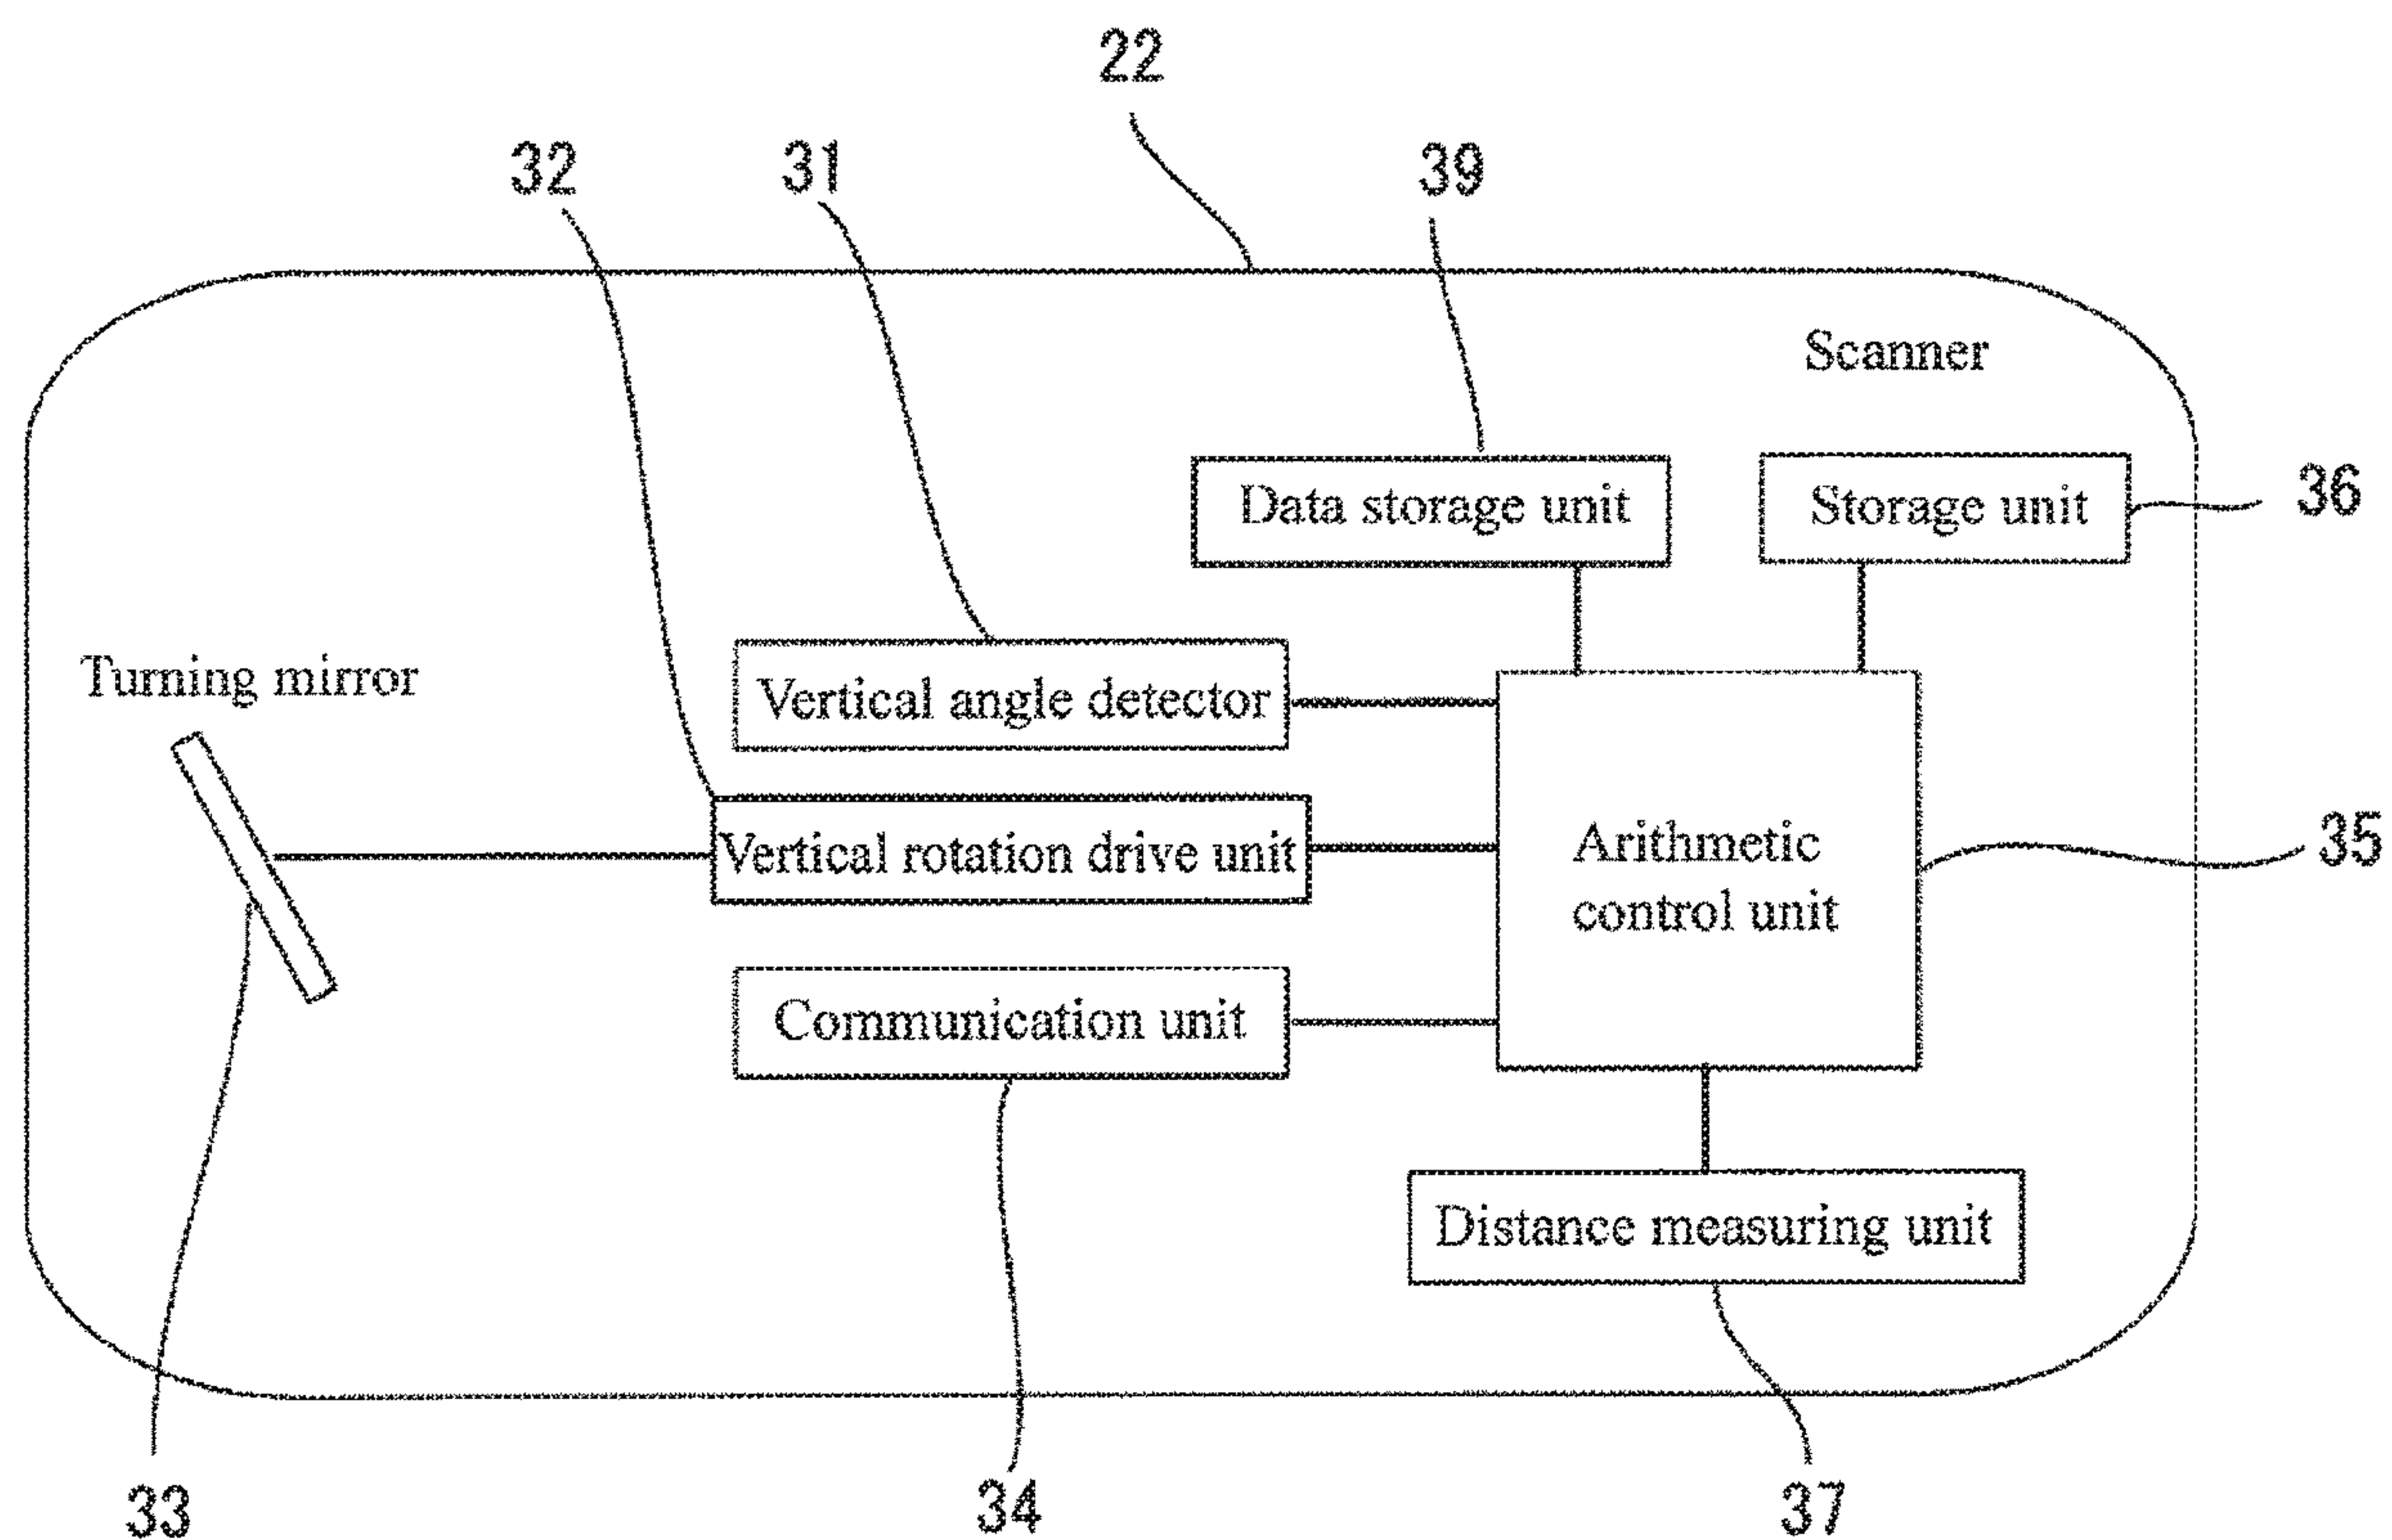 22
32
31
39
Scanner
Data storage unit
Storage unit
36
Turning mirror
Vertical angle detector
Vertical rotation drive unit
Arithmetic
control unit
35
Communication unit
Distance measuring unit
33
34
37